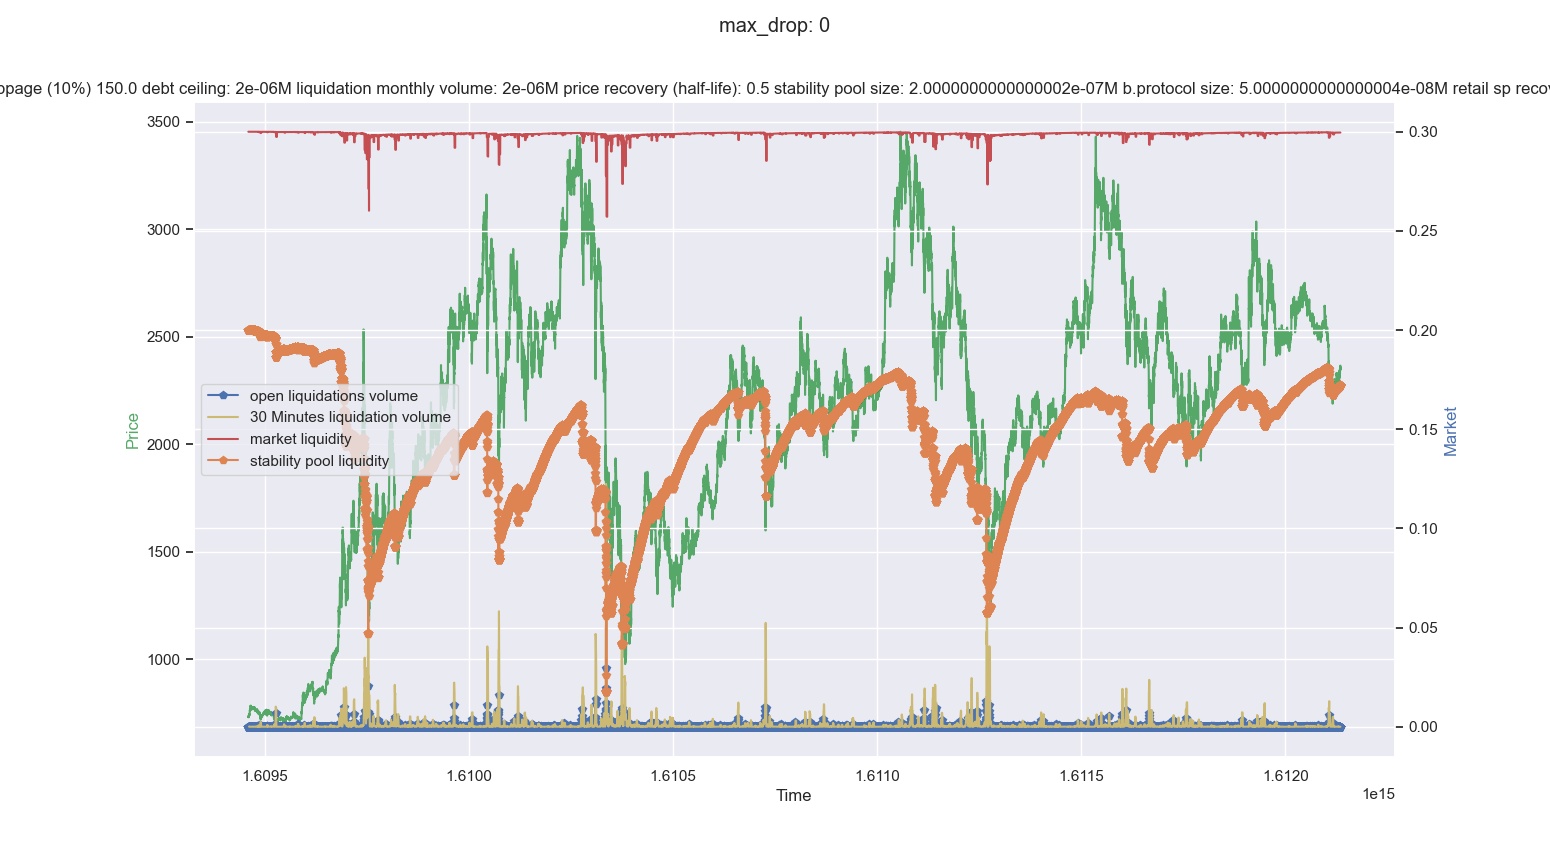 max_drop: 0
(10%) 150.0 debt ceiling: 2e-06M liquidation monthly volume: 2e-06M price recovery (half-life): 0.5 stability pool size: 2.0000000000000002e-07M b.protocol size: 5.0000000000000004e-08M retail sp
3500
3000
2500
2000
1500
1000
Price
0.30
0.25
0.20
0.15
0.10
0.05
0.00
Market
open liquidations volume
30 Minutes liquidation volume
market liquidity
stability pool liquidity
1.6095
1.6100
1.6105
1.6110
1.6115
1.6120
1e15
Time